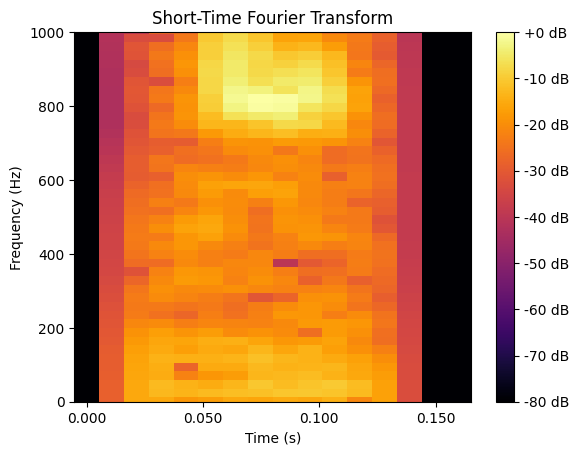 Short-Time Fourier Transform
1000
800
600
400
200
0
Frequency (Hz)
0.000
0.050
0.100
0.150
Time (s)
+0 dB
-10 dB
-20 dB
-30 dB
-40 dB
-50 dB
-60 dB
-70 dB
-80 dB